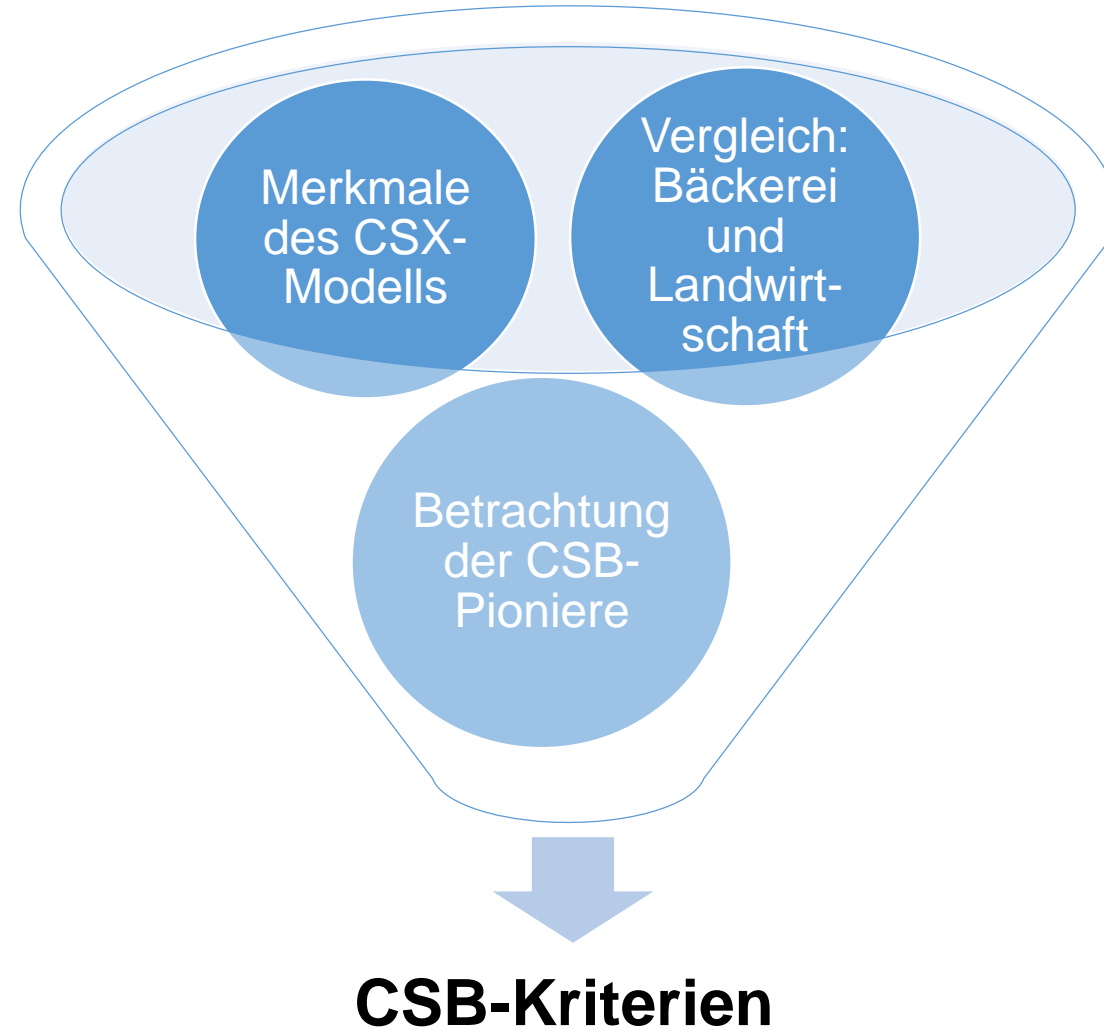 Merkmale
des CSX-
Modells
Vergleich:
Bäckerei
und
Landwirt-
schaft
Betrachtung
der CSB-
Pioniere
CSB-Kriterien